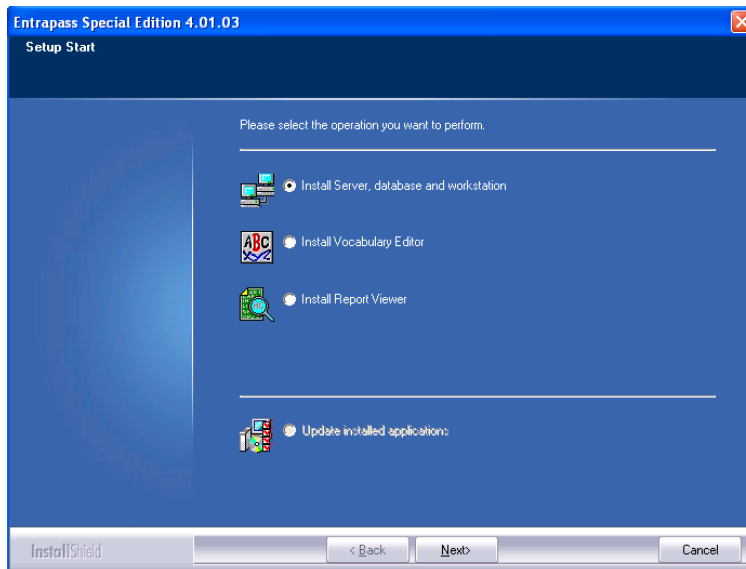 Entrapass Special Edition 4.01.03
Setup Start
Please select the operation you want to perform.
Install Server, database and workstation
ABC
Install Vocabulary Editor
Install Report Viewer
Update installed applications
InstallShield
< Back
Next>
Cancel